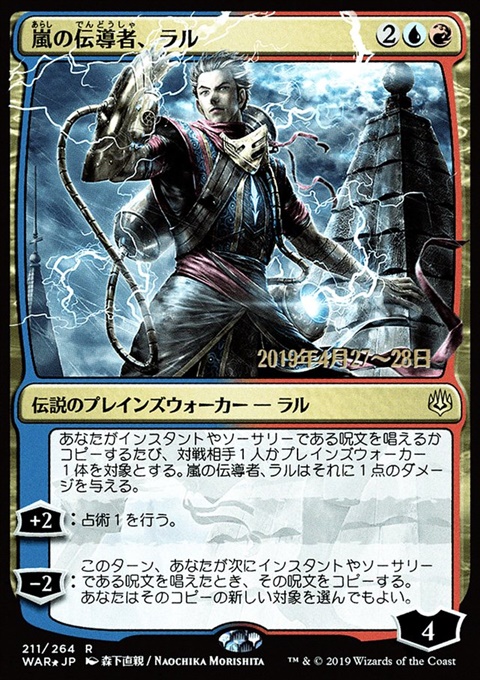 あらし でんどうしゃ
嵐の伝導者、ラル 2
2019年4月27〜28日
伝説のプレインズウォーカー — ラル
あなたがインスタントやソーサリーである呪文を唱えるか
コピーするたび、対戦相手1人かプレインズウォーカー
1体を対象とする。嵐の伝導者、ラルはそれに1点のダメー
ジを与える。
+2：占術1を行う。
このターン、あなたが次にインスタントやソーサリー
-2：である呪文を唱えたとき、その呪文をコピーする。
あなたはそのコピーの新しい対象を選んでもよい。
4
211/264 R
WAR★JP 森下直親/NAOCHIKA MORISHITA
™ & © 2019 Wizards of the Coast